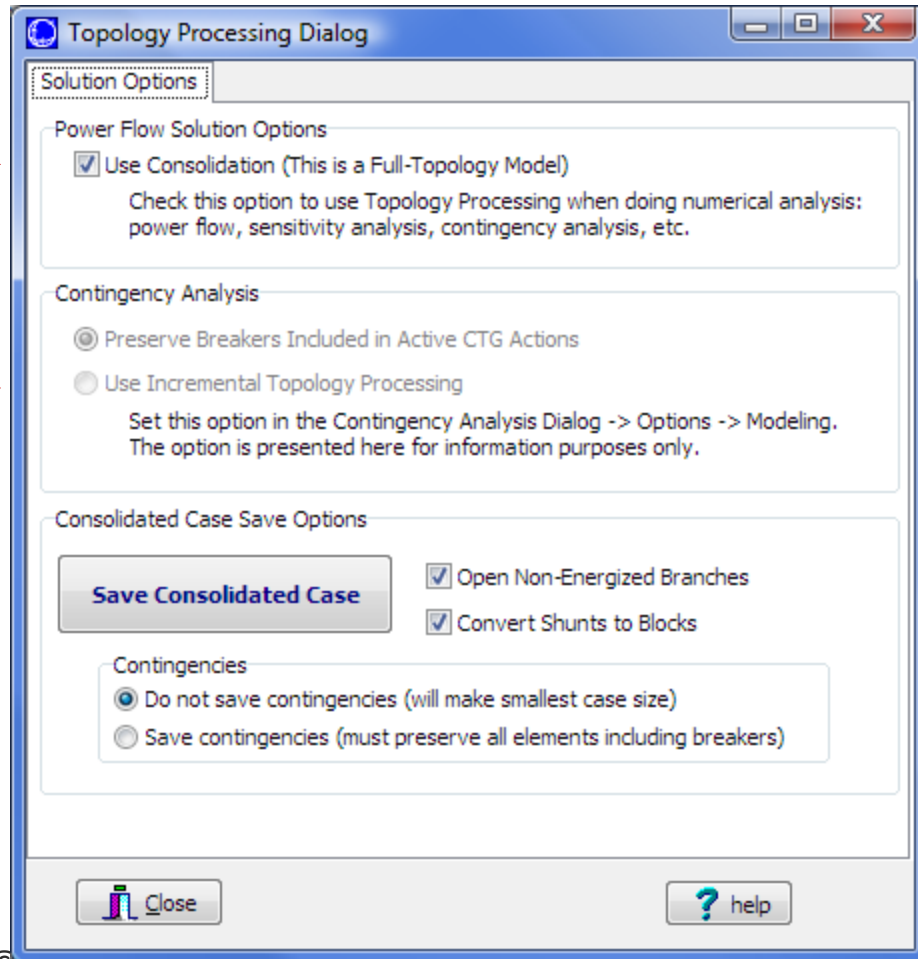 Topology Processing Dialog
Solution Options
Power Flow Solution Options
Use Consolidation (This is a Full-Topology Model)
Check this option to use Topology Processing when doing numerical analysis:
power flow, sensitivity analysis, contingency analysis, etc.
Contingency Analysis
Preserve Breakers Included in Active CTG Actions
Use Incremental Topology Processing
Set this option in the Contingency Analysis Dialog -> Options -> Modeling.
The option is presented here for information purposes only.
Consolidated Case Save Options
Save Consolidated Case
Open Non-Energized Branches
Convert Shunts to Blocks
Contingencies
Do not save contingencies (will make smallest case size)
Save contingencies (must preserve all elements including breakers)
Close
? help